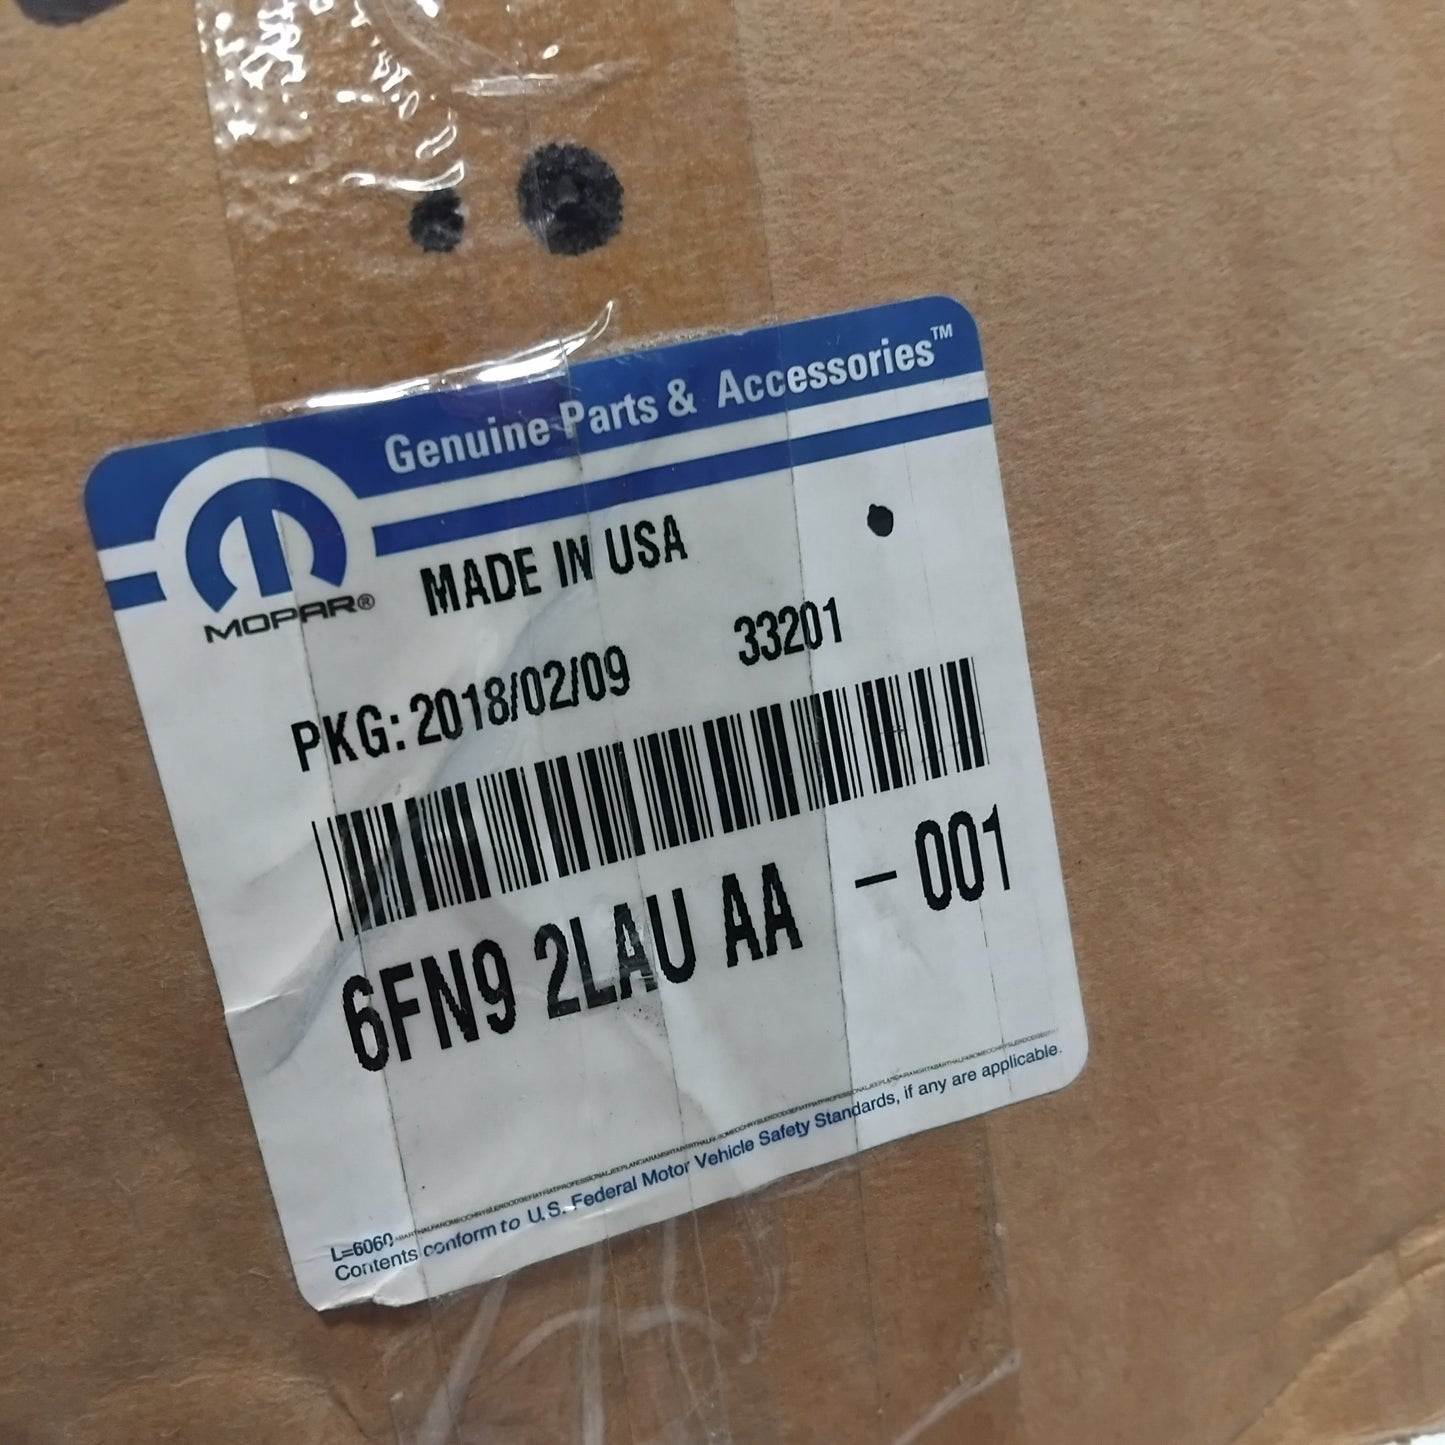 Genuine Parts & Accessories™
MOPAR®
MADE IN USA
PKG: 2018/02/09 33201
6FN9 2LAU AA – 001
L=6060
Contents conform to U.S. Federal Motor Vehicle Safety Standards, if any are applicable.